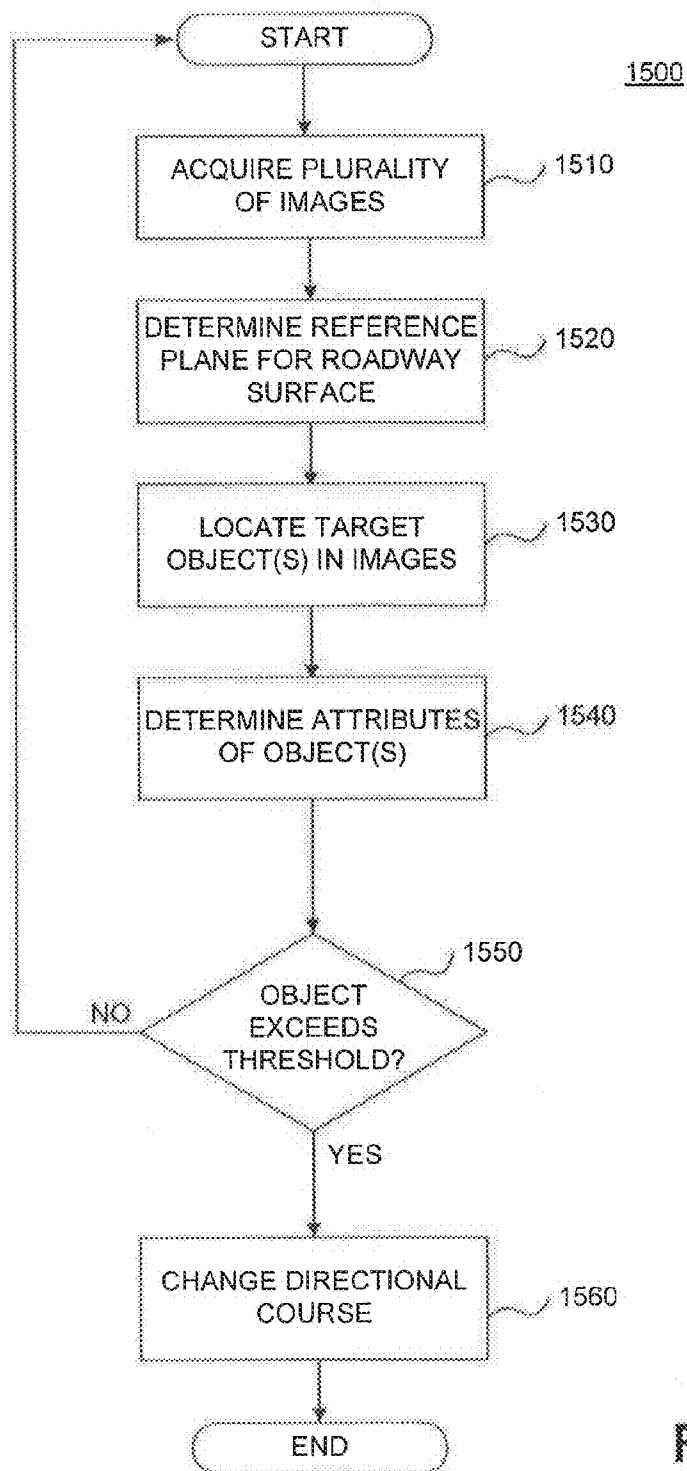 START
1500
ACQUIRE PLURALITY
OF IMAGES
1510
DETERMINE REFERENCE
PLANE FOR ROADWAY
SURFACE
1520
LOCATE TARGET
OBJECT(S) IN IMAGES
1530
DETERMINE ATTRIBUTES
OF OBJECT(S)
1540
1550
OBJECT
EXCEEDS
THRESHOLD?
NO
YES
CHANGE DIRECTIONAL
COURSE
1560
END